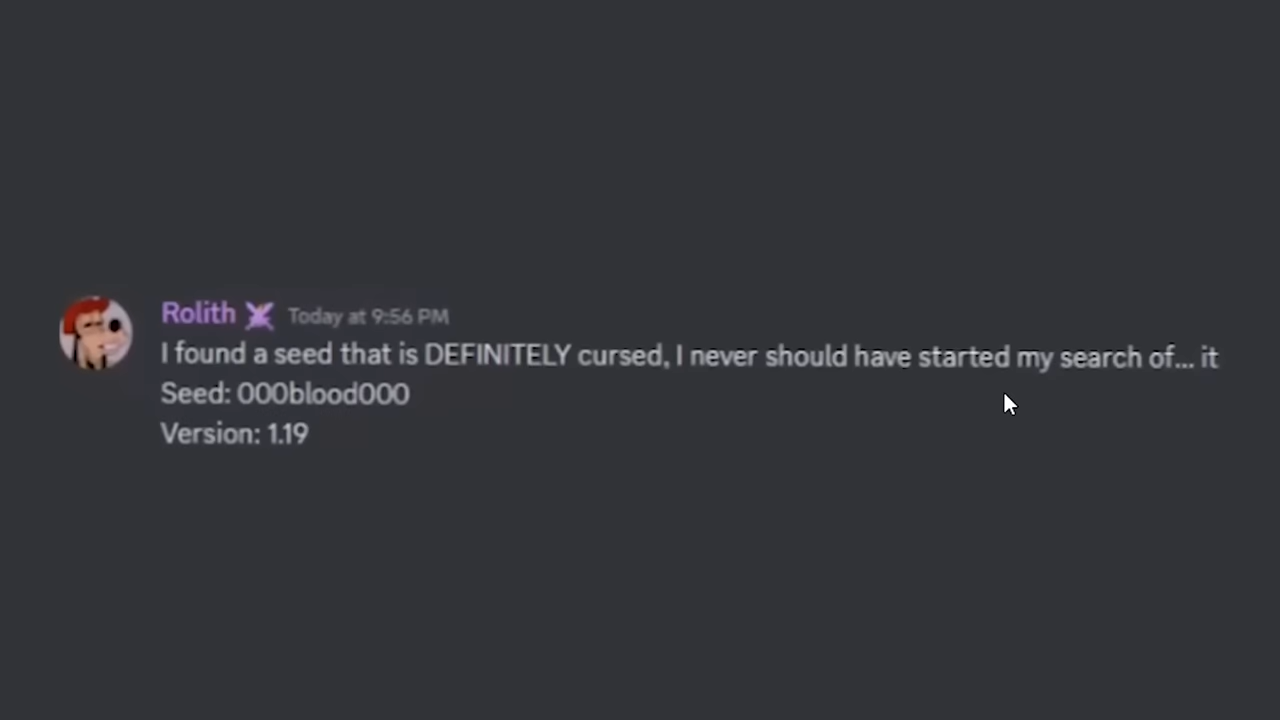 Rolith Today at 9:56 PM
I found a seed that is DEFINITELY cursed, I never should have started my search of... it
Seed: 000blood000
Version: 1.19